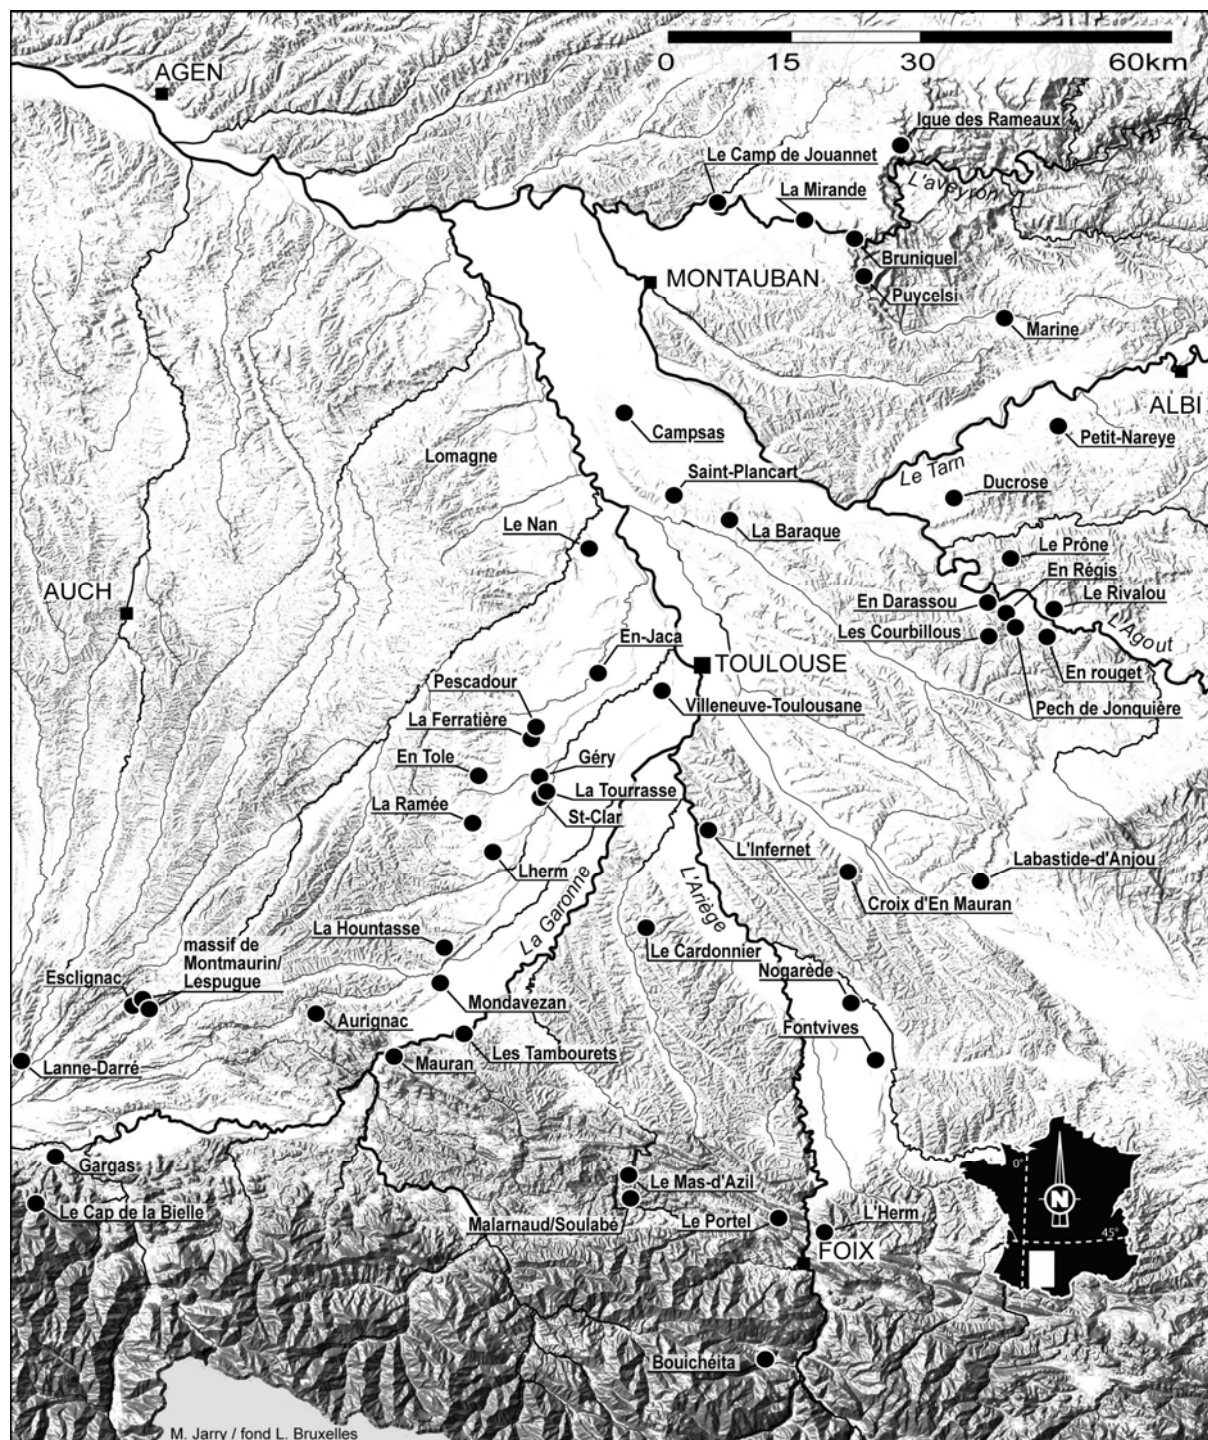 AGEN
0 15 30 60km
Igue des Rameaux
Le Camp de Jouannet
L'aveyron
La Mirande
Bruniquel
MONTAUBAN
Puycelsi
Marine
ALBI
Campsas
Petit-Nareye
Lomagne
Le Tarn
Saint-Plancart
Ducrose
Le Nan
La Baraque
Le Prône
En Régis
AUCH
En Darassou
Le Rivalou
L'Agout
Les Courbillous
En-Jaca
TOULOUSE
En rouget
Pescadour
Villeneuve-Toulousane
Pech de Jonquière
La Ferratière
En Tole
Géry
La Tourrasse
La Ramée
St-Clar
L'Infernet
Labastide-d'Anjou
Lherm
La Garonne
L'Ariège
Croix d'En Mauran
La Hountasse
massif de
Montmaurin/
Lespugue
Le Cardonnier
Esclignac
Nogarède
Mondavezan
Aurignac
Fontvives
Les Tambourets
Lanne-Darré
Mauran
Gargas
0°
N
45°
Le Mas-d'Azil
Le Cap de la Bielle
Malarnaud/Soulabé
Le Portel
L'Herm
FOIX
Bouichéita
M. Jarry / fond L. Bruxelles